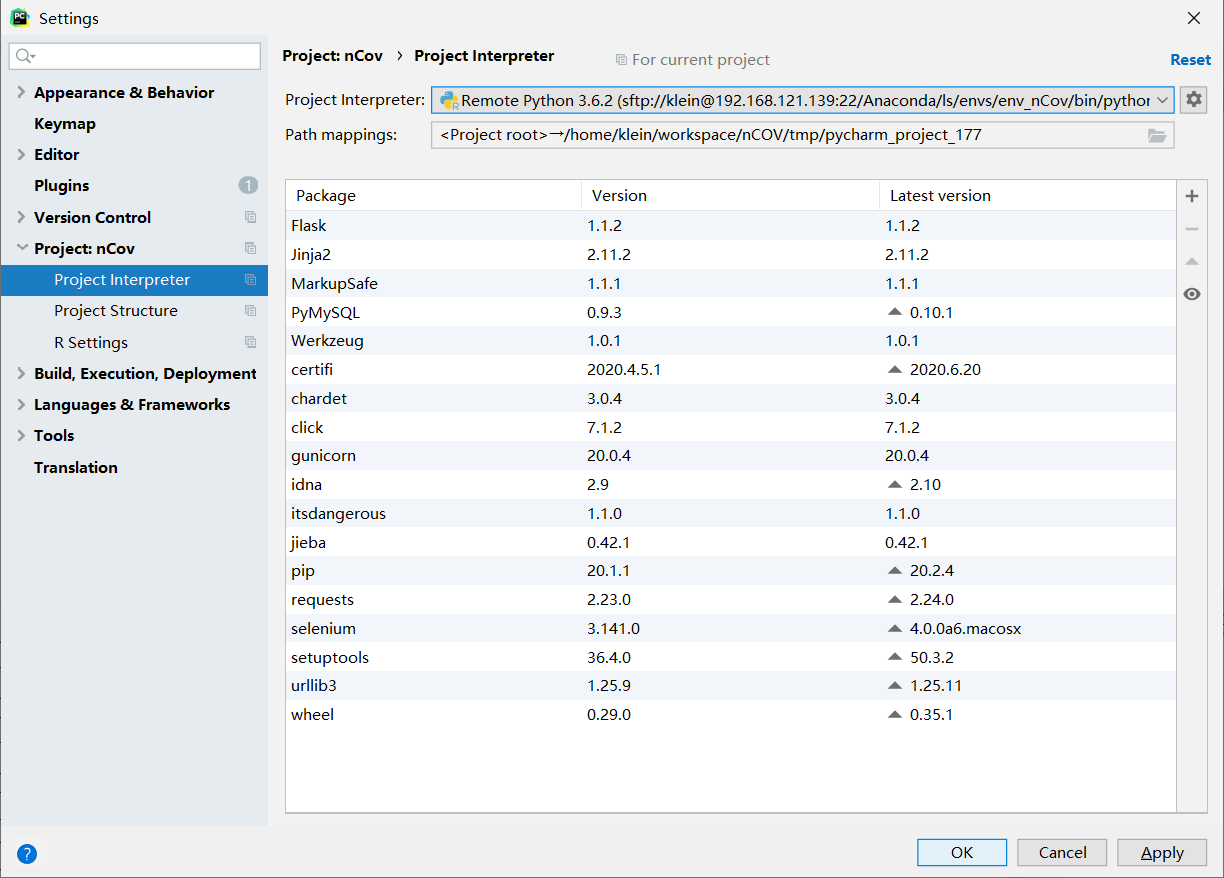 PC
Settings
Project: nCov › Project Interpreter For current project Reset
Appearance & Behavior
Keymap
Editor
Plugins 1
Version Control
Project: nCov
Project Interpreter
Project Structure
R Settings
Build, Execution, Deployment
Languages & Frameworks
Tools
Translation
Project Interpreter: Remote Python 3.6.2 (sftp://klein@192.168.121.139:22/Anaconda/ls/envs/env_nCov/bin/python
Path mappings: <Project root>→/home/klein/workspace/nCOV/tmp/pycharm_project_177
Package Version Latest version
Flask 1.1.2 1.1.2
Jinja2 2.11.2 2.11.2
MarkupSafe 1.1.1 1.1.1
PyMySQL 0.9.3 0.10.1
Werkzeug 1.0.1 1.0.1
certifi 2020.4.5.1 2020.6.20
chardet 3.0.4 3.0.4
click 7.1.2 7.1.2
gunicorn 20.0.4 20.0.4
idna 2.9 2.10
itsdangerous 1.1.0 1.1.0
jieba 0.42.1 0.42.1
pip 20.1.1 20.2.4
requests 2.23.0 2.24.0
selenium 3.141.0 4.0.0a6.macosx
setuptools 36.4.0 50.3.2
urllib3 1.25.9 1.25.11
wheel 0.29.0 0.35.1
? OK Cancel Apply